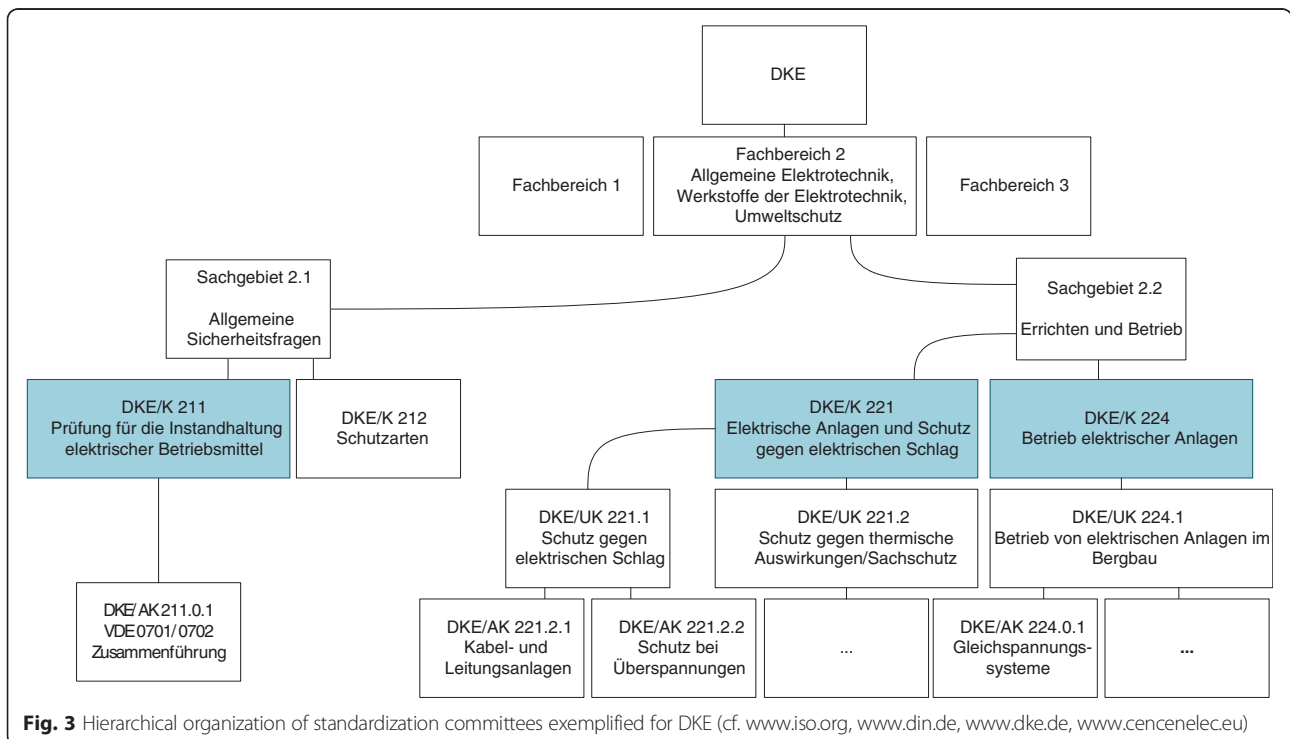 DKE
Fachbereich 1
Fachbereich 2
Allgemeine Elektrotechnik,
Werkstoffe der Elektrotechnik,
Umweltschutz
Fachbereich 3
Sachgebiet 2.1
Allgemeine
Sicherheitsfragen
Sachgebiet 2.2
Errichten und Betrieb
DKE/K 211
Prüfung für die Instandhaltung
elektrischer Betriebsmittel
DKE/K 212
Schutzarten
DKE/K 221
Elektrische Anlagen und Schutz
gegen elektrischen Schlag
DKE/K 224
Betrieb elektrischer Anlagen
DKE/UK 221.1
Schutz gegen
elektrischen Schlag
DKE/UK 221.2
Schutz gegen thermische
Auswirkungen/Sachschutz
DKE/UK 224.1
Betrieb von elektrischen Anlagen im
Bergbau
DKE/ AK 211.0.1
VDE 0701/ 0702
Zusammenführung
DKE/AK 221.2.1
Kabel- und
Leitungsanlagen
DKE/AK 221.2.2
Schutz bei
Überspannungen
...
DKE/AK 224.0.1
Gleichspannungs-
systeme
...
Fig. 3 Hierarchical organization of standardization committees exemplified for DKE (cf. www.iso.org, www.din.de, www.dke.de, www.cencenelec.eu)